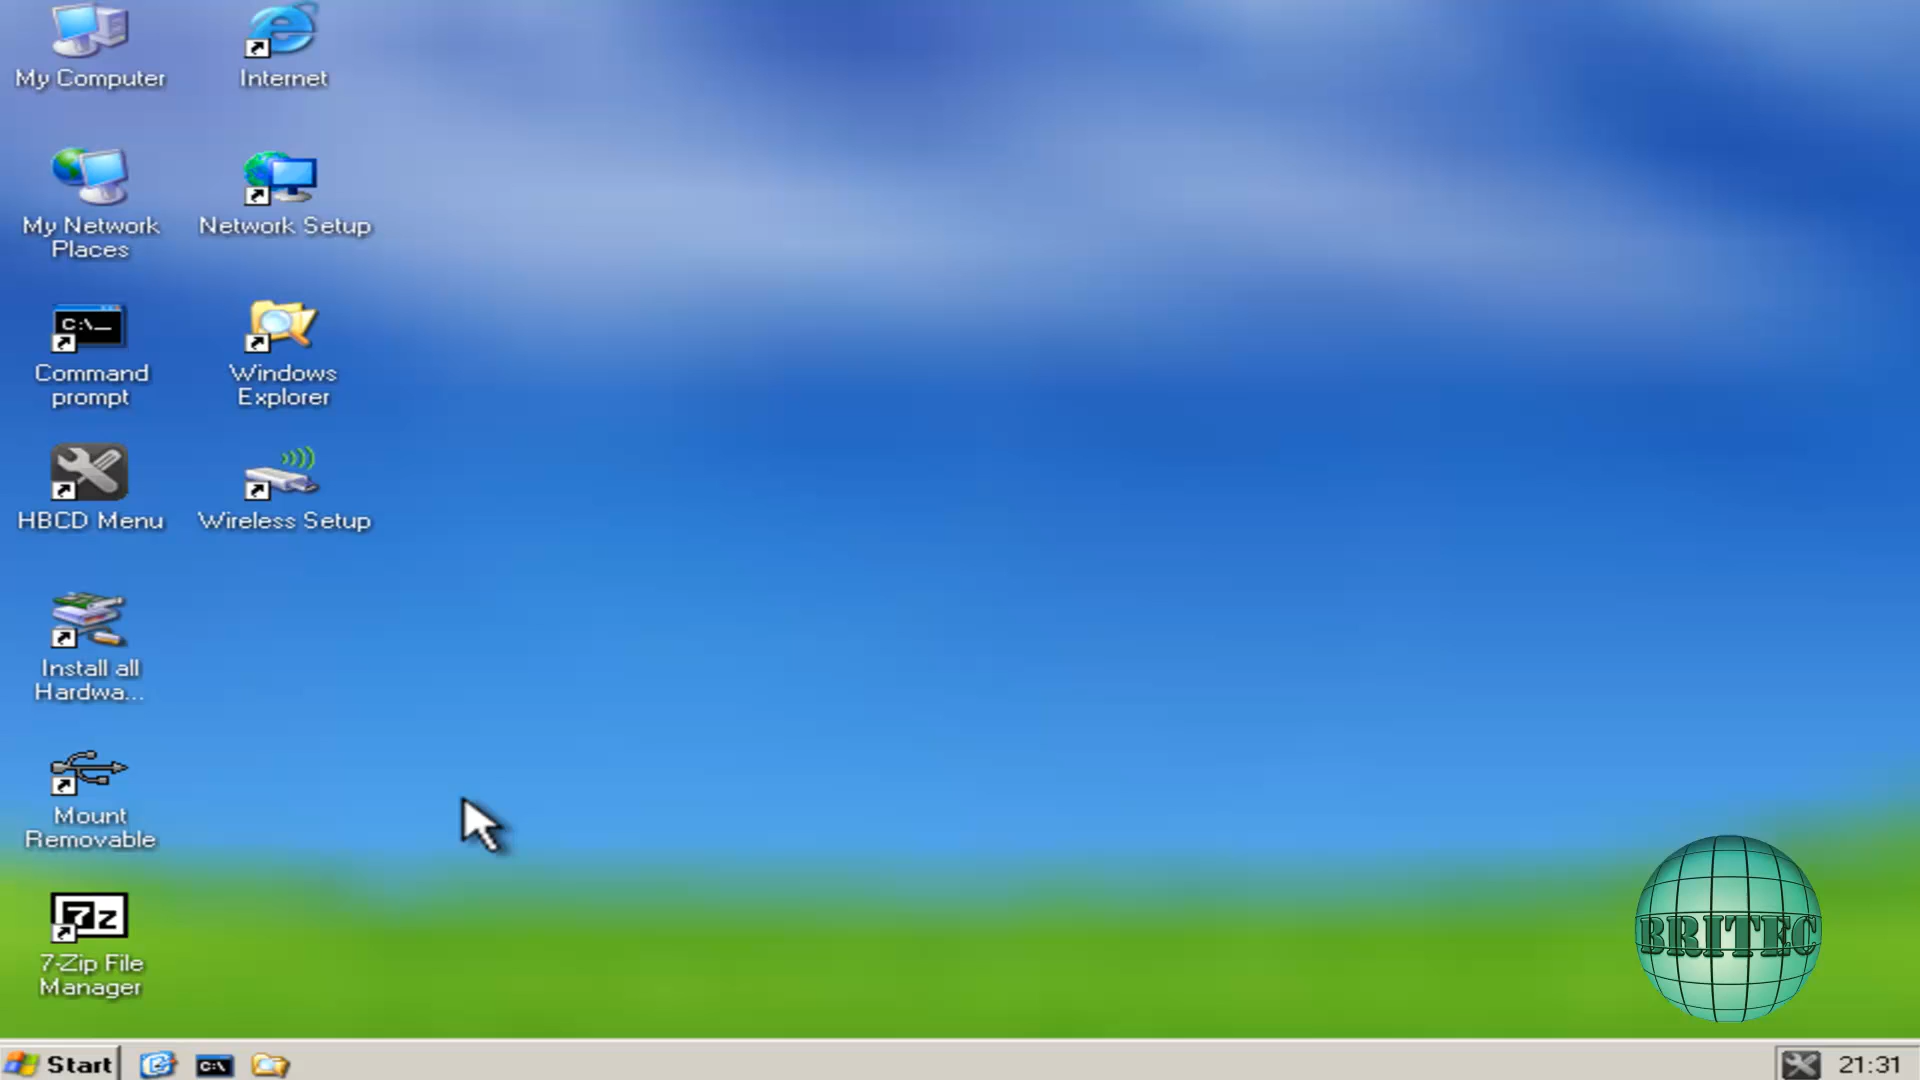 My Computer
Internet
My Network
Places
Network Setup
C:\_
Command
prompt
Windows
Explorer
HBCD Menu
Wireless Setup
Install all
Hardwa...
Mount
Removable
7z
7-Zip File
Manager
BRITEC
Start
C:\
21:31